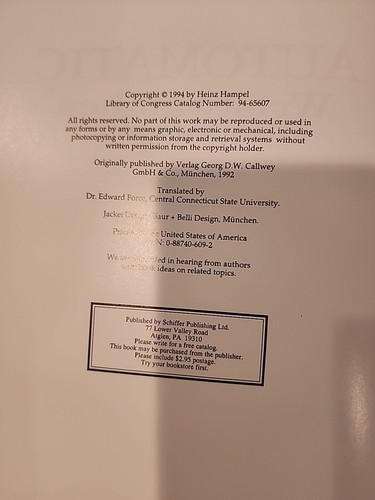 Copyright © 1994 by Heinz Hampel
Library of Congress Catalog Number: 94-65607
All rights reserved. No part of this work may be reproduced or used in
any forms or by any means graphic, electronic or mechanical, including
photocopying or information storage and retrieval systems without
written permission from the copyright holder.
Originally published by Verlag Georg D.W. Callwey
GmbH & Co., München, 1992
Translated by
Dr. Edward Force, Central Connecticut State University.
Jacket Baur + Belli Design, München.
United States of America
0-88740-609-2
We are in hearing from authors
ideas on related topics.
Published by Schiffer Publishing Ltd.
77 Lower Valley Road
Atglen, PA 19310
Please write for a free catalog.
This book may be purchased from the publisher.
Please include $2.95 postage.
Try your bookstore first.